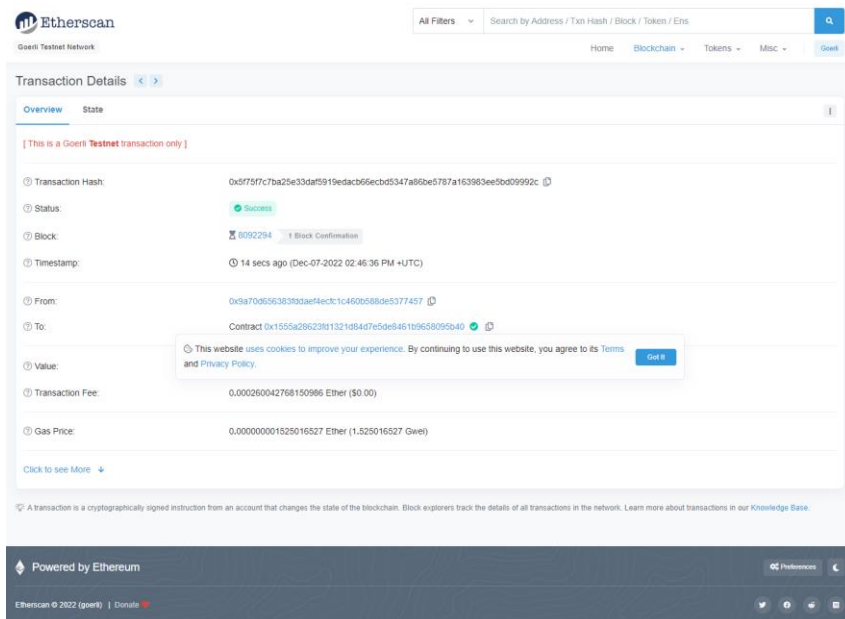 Etherscan
All Filters
Search by Address / Txn Hash / Block / Token / Ens
Goerli Testnet Network
Home
Blockchain
Tokens
Misc
Goerli
Transaction Details
Overview
State
[ This is a Goerli Testnet transaction only ]
Transaction Hash:
0x5f75f7c7ba25e33daf5919edacb66ecbd5347a86be5787a163983ee5bd09992c
Status:
Success
Block:
8092294
1 Block Confirmation
Timestamp:
14 secs ago (Dec-07-2022 02:46:36 PM +UTC)
From:
0x9a70d656383fddaef4ecfc1c460b588de5377457
To:
Contract 0x1555a28623fd1321d84d7e5de8461b9658095b40
This website uses cookies to improve your experience. By continuing to use this website, you agree to its Terms
and Privacy Policy.
Got It
Value:
Transaction Fee:
0.000260042768150986 Ether ($0.00)
Gas Price:
0.000000001525016527 Ether (1.525016527 Gwei)
Click to see More
A transaction is a cryptographically signed instruction from an account that changes the state of the blockchain. Block explorers track the details of all transactions in the network. Learn more about transactions in our Knowledge Base.
Powered by Ethereum
Preferences
Etherscan © 2022 (goerli) | Donate